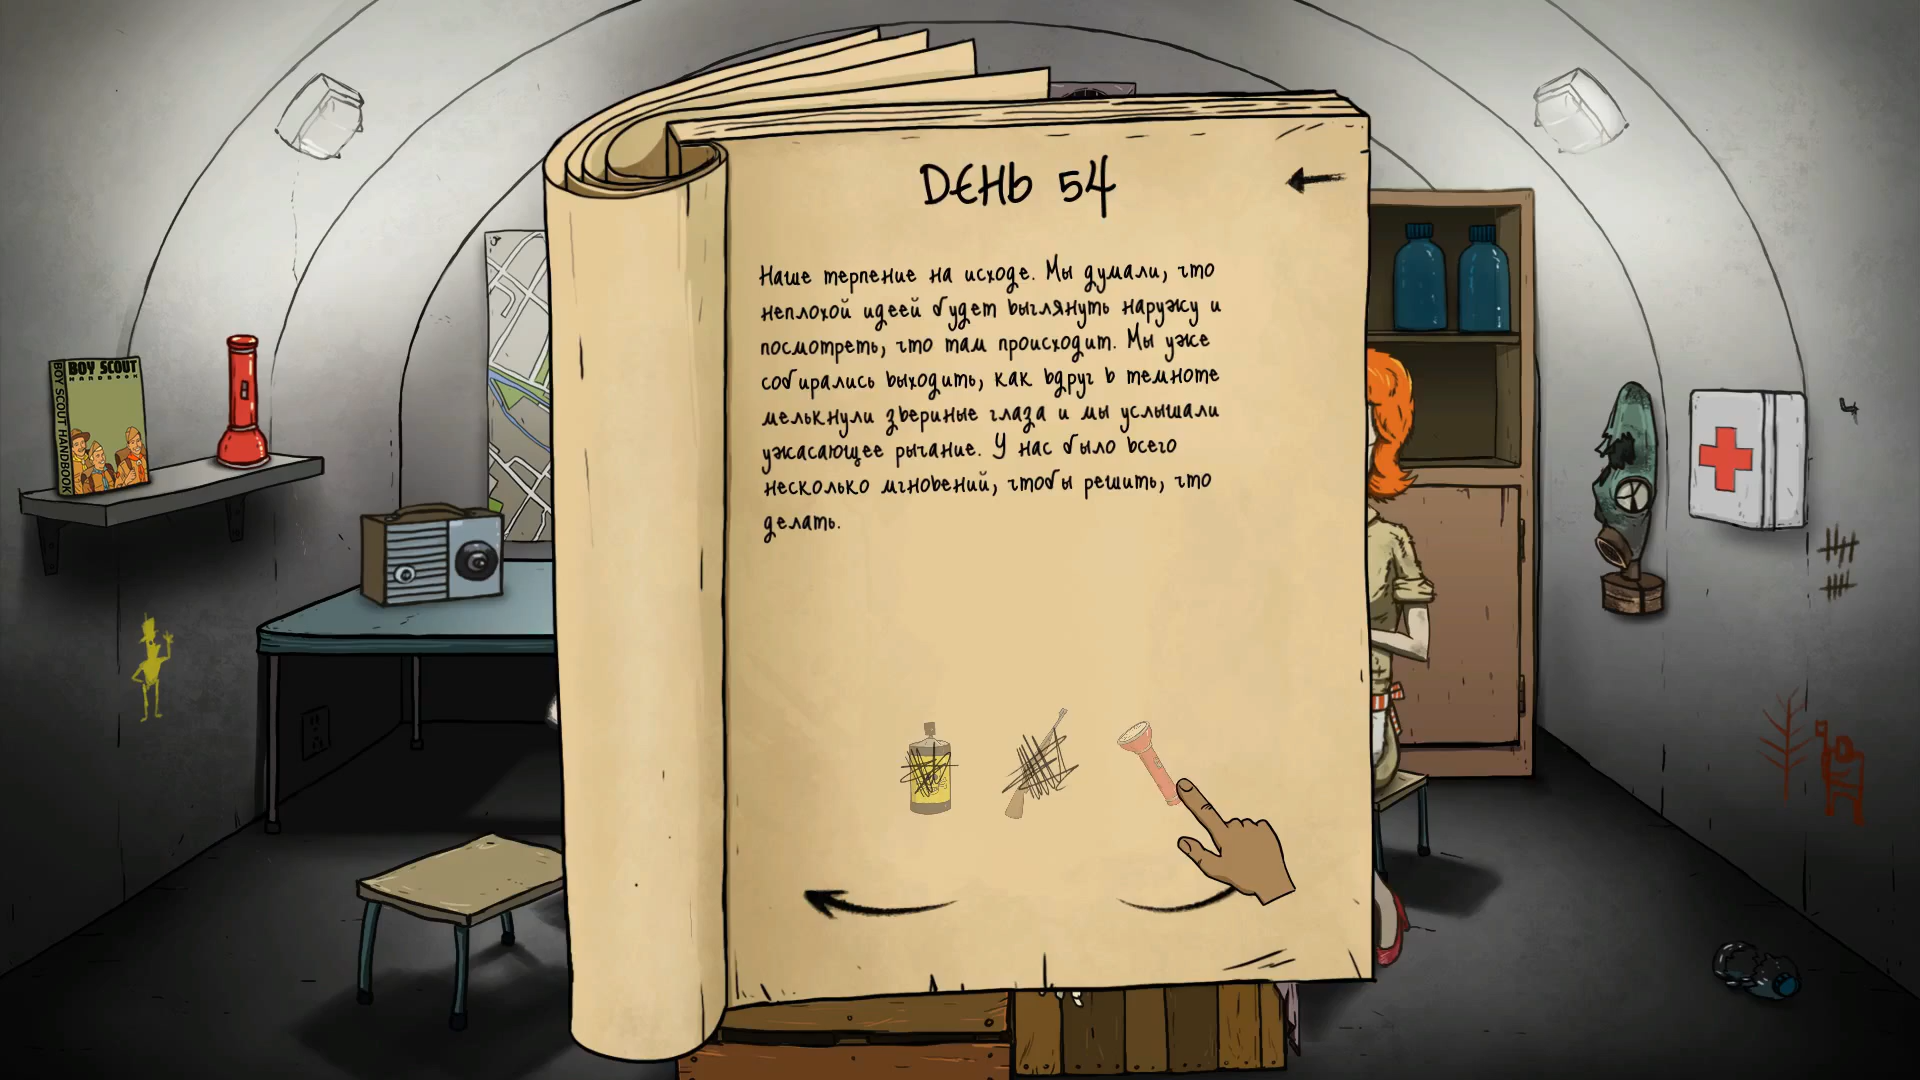 ДЕНЬ 54
Наше терпение на исходе. Мы думали, что
неплохой идеей будет выглянуть наружу и
посмотреть, что там происходит. Мы уже
собирались выходить, как вдруг в темноте
мелькнули звериные глаза и мы услышали
ужасающее рычание. У нас было всего
несколько мгновений, чтобы решить, что
делать.
BOY SCOUT
HANDBOOK
BOY SCOUT HANDBOOK